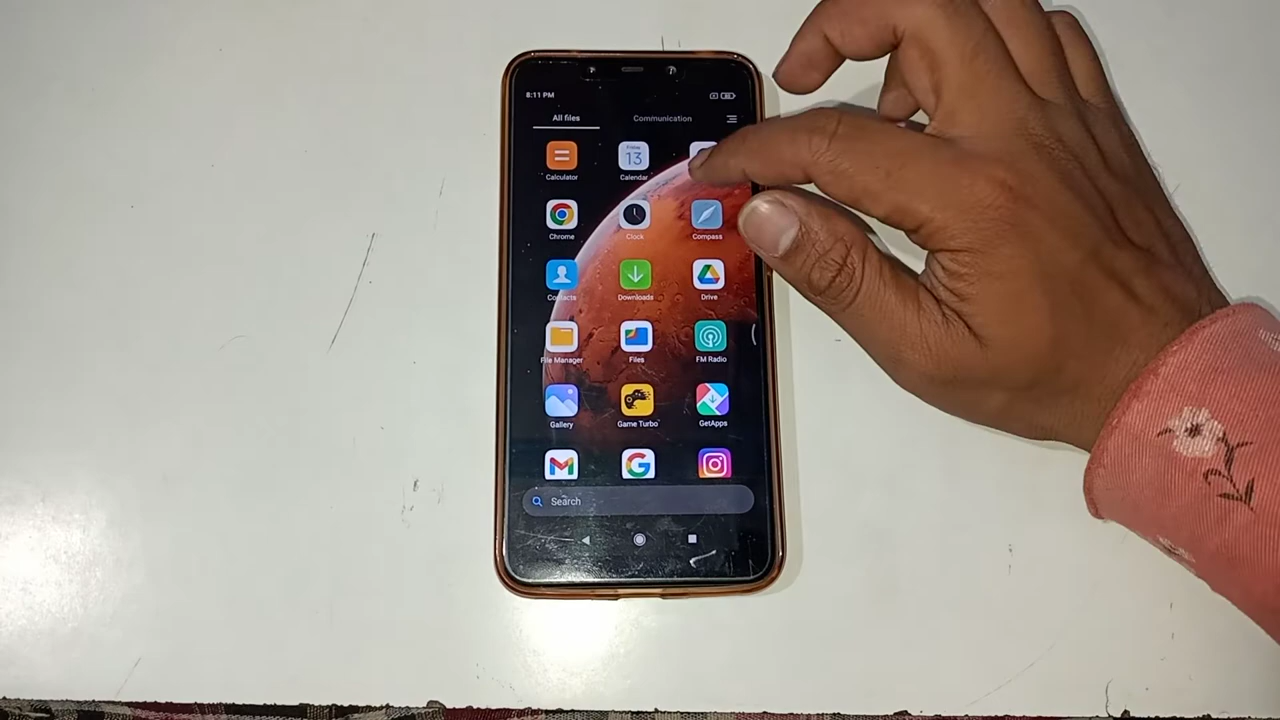 8:11 PM
All files Communication
Friday
13
Calculator Calendar
Chrome Clock Compass
Contacts Downloads Drive
File Manager Files FM Radio
Gallery Game Turbo GetApps
Search